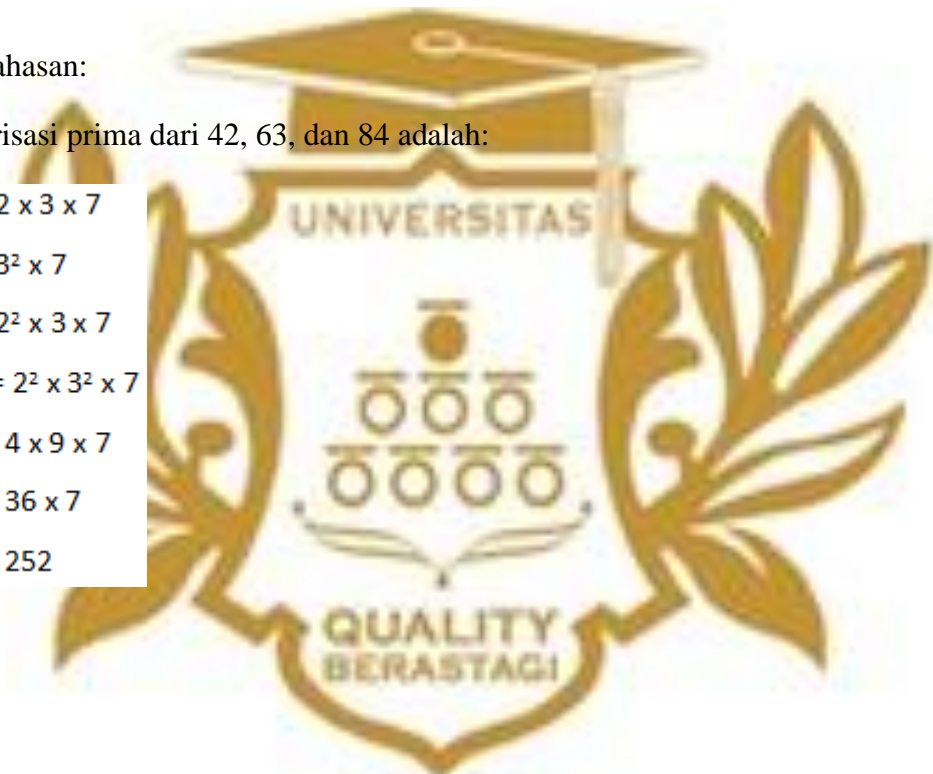 ahasan:
risasi prima dari 42, 63, dan 84 adalah:
2 x 3 x 7
3² x 7
2² x 3 x 7
= 2² x 3² x 7
4 x 9 x 7
36 x 7
252
UNIVERSITAS
QUALITY
BERASTAGI